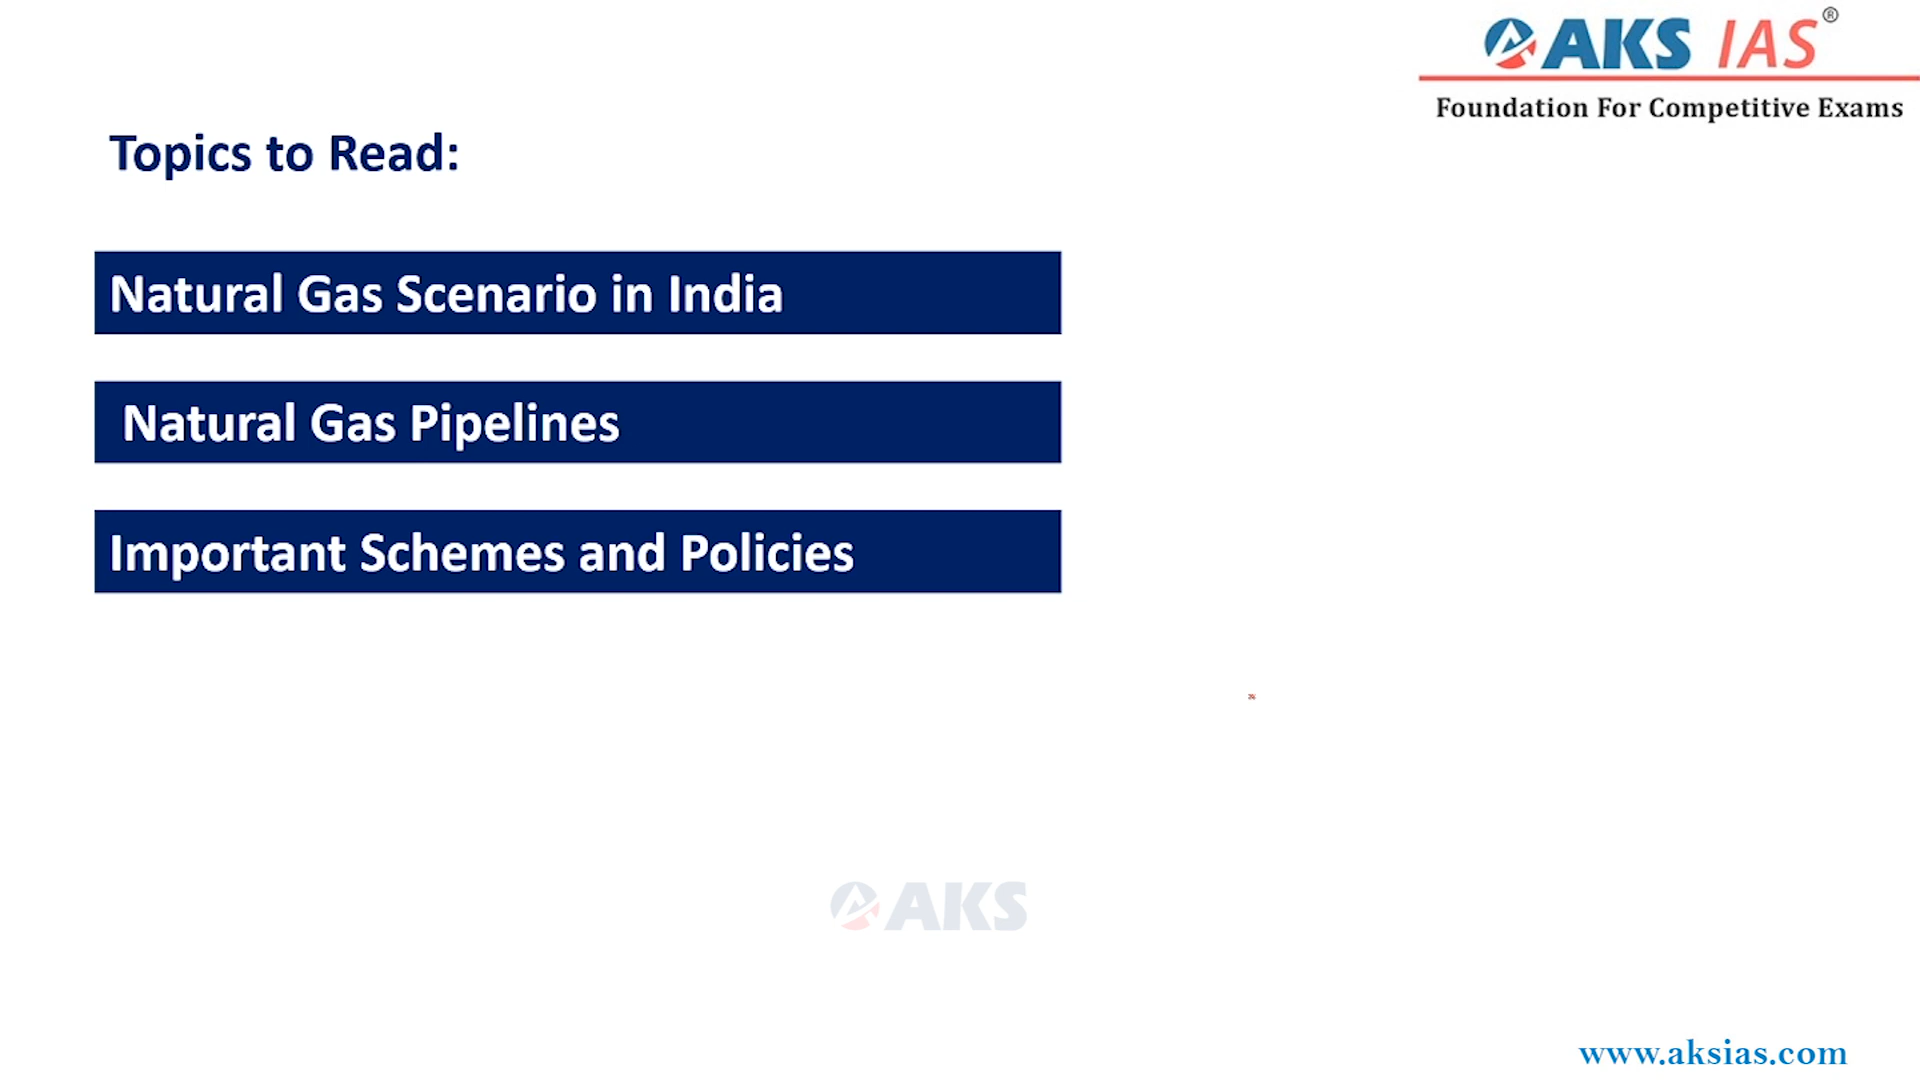 AKS IAS®
Foundation For Competitive Exams
Topics to Read:
Natural Gas Scenario in India
Natural Gas Pipelines
Important Schemes and Policies
AKS
www.aksias.com